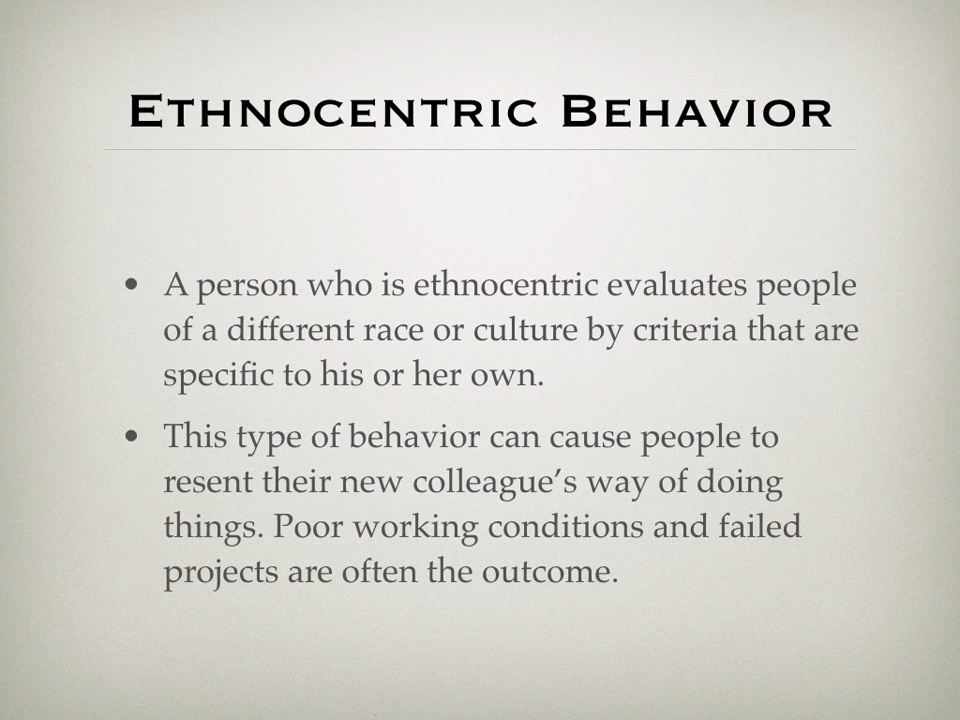 Ethnocentric Behavior
• A person who is ethnocentric evaluates people
of a different race or culture by criteria that are
specific to his or her own.
• This type of behavior can cause people to
resent their new colleague’s way of doing
things. Poor working conditions and failed
projects are often the outcome.